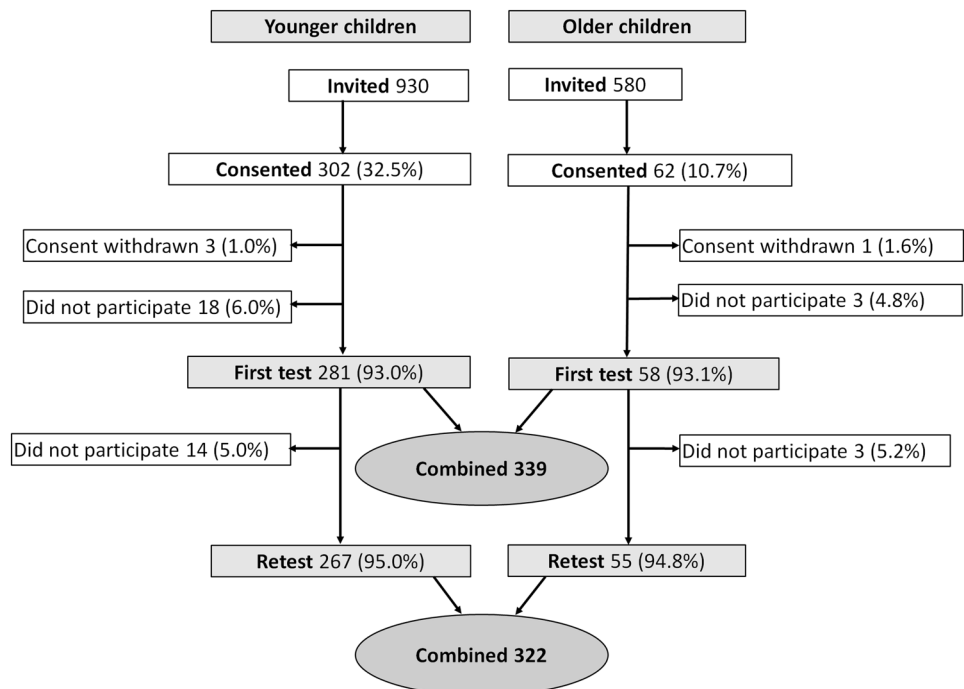 Younger children
Older children
Invited 930
Invited 580
Consented 302 (32.5%)
Consented 62 (10.7%)
Consent withdrawn 3 (1.0%)
Consent withdrawn 1 (1.6%)
Did not participate 18 (6.0%)
Did not participate 3 (4.8%)
First test 281 (93.0%)
First test 58 (93.1%)
Did not participate 14 (5.0%)
Did not participate 3 (5.2%)
Combined 339
Retest 267 (95.0%)
Retest 55 (94.8%)
Combined 322